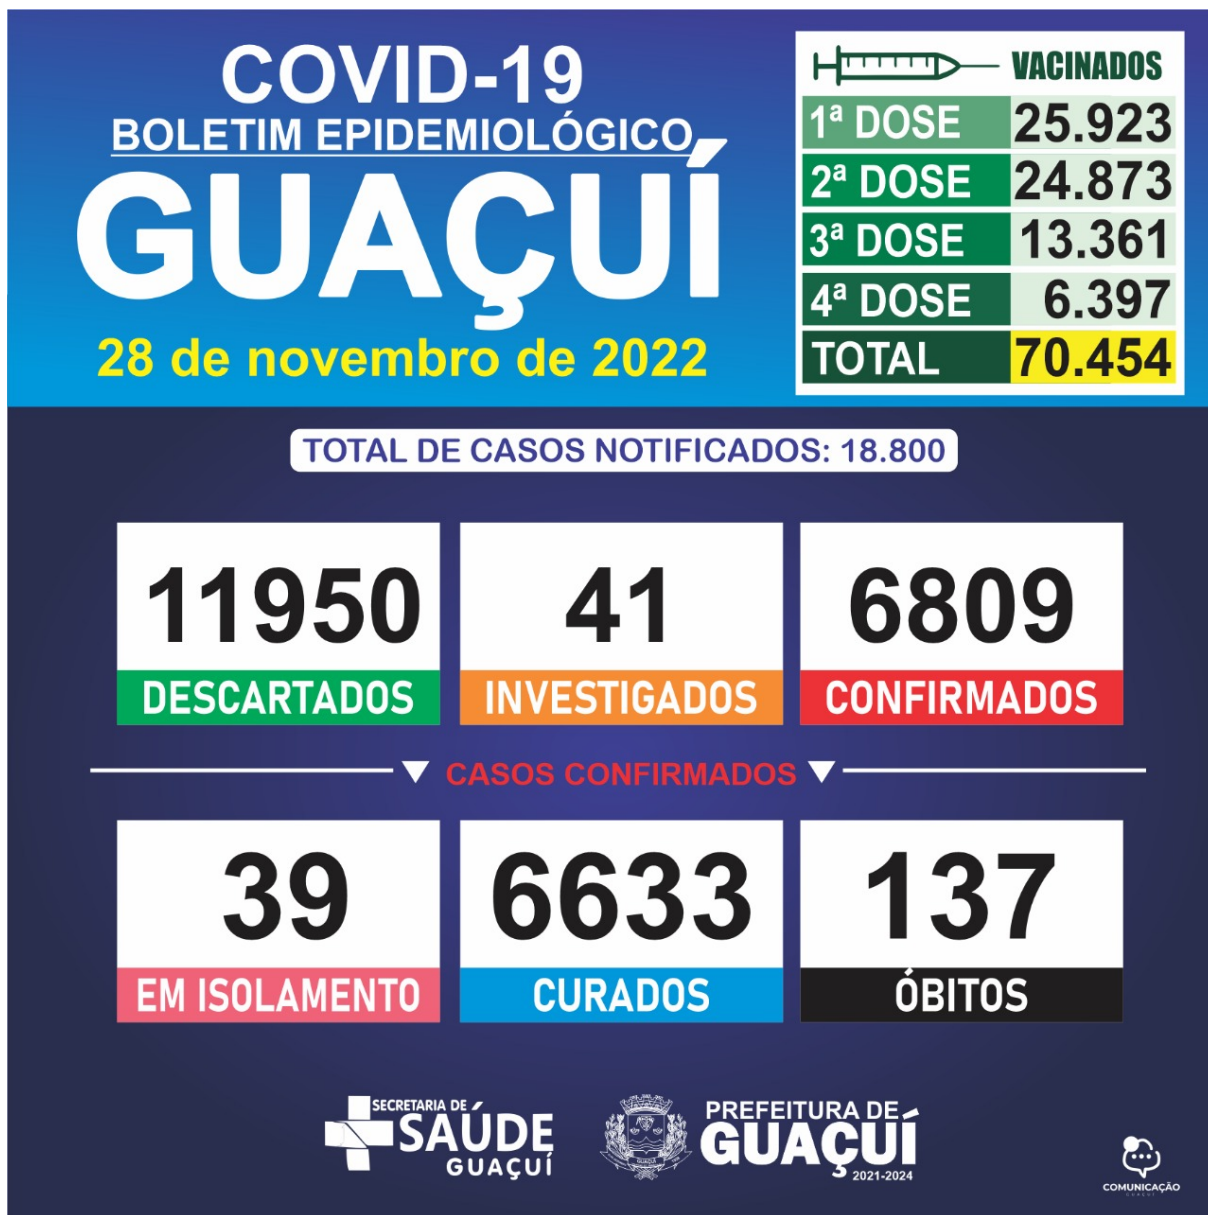 COVID-19
BOLETIM EPIDEMIOLÓGICO
GUAÇUÍ
28 de novembro de 2022
VACINADOS
1ª DOSE 25.923
2ª DOSE 24.873
3ª DOSE 13.361
4ª DOSE 6.397
TOTAL 70.454
TOTAL DE CASOS NOTIFICADOS: 18.800
11950
DESCARTADOS
41
INVESTIGADOS
6809
CONFIRMADOS
CASOS CONFIRMADOS
39
EM ISOLAMENTO
6633
CURADOS
137
ÓBITOS
SECRETARIA DE
SAÚDE
GUAÇUÍ
PREFEITURA DE
GUAÇUÍ
2021-2024
COMUNICAÇÃO
GUAÇUÍ